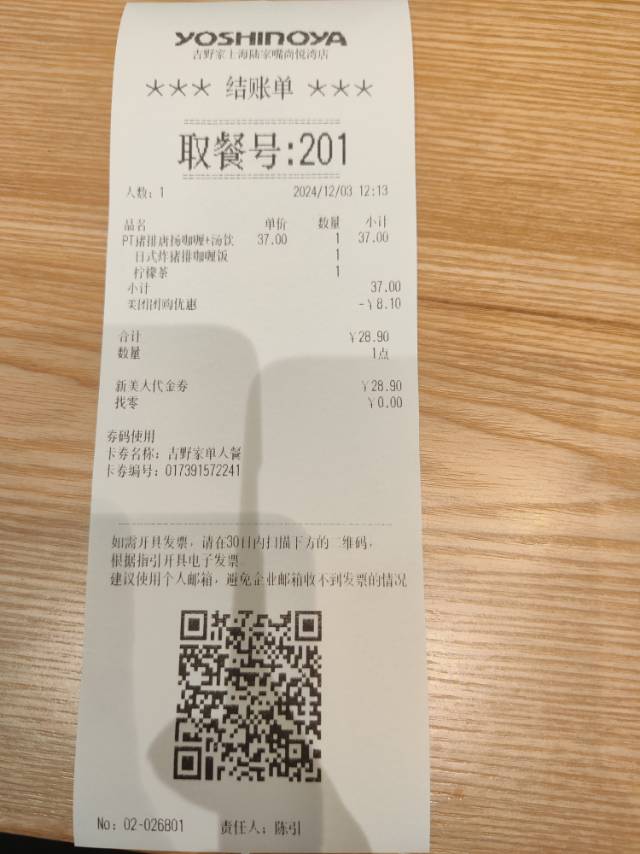 YOSHINOYA
吉野家上海陆家嘴尚悦湾店
*** 结账单 ***
取餐号:201
人数: 1 2024/12/03 12:13
品名 单价 数量 小计
PT猪排唐扬咖喱+汤饮 37.00 1 37.00
日式炸猪排咖喱饭 1
柠檬茶 1
小计 37.00
美团团购优惠 -¥8.10
合计 ¥28.90
数量 1点
新美大代金券 ¥28.90
找零 ¥0.00
券码使用
卡券名称: 吉野家单人餐
卡券编号: 017391572241
如需开具发票，请在30日内扫描下方的二维码，
根据指引开具电子发票
建议使用个人邮箱，避免企业邮箱收不到发票的情况
No: 02-026801 责任人: 陈引